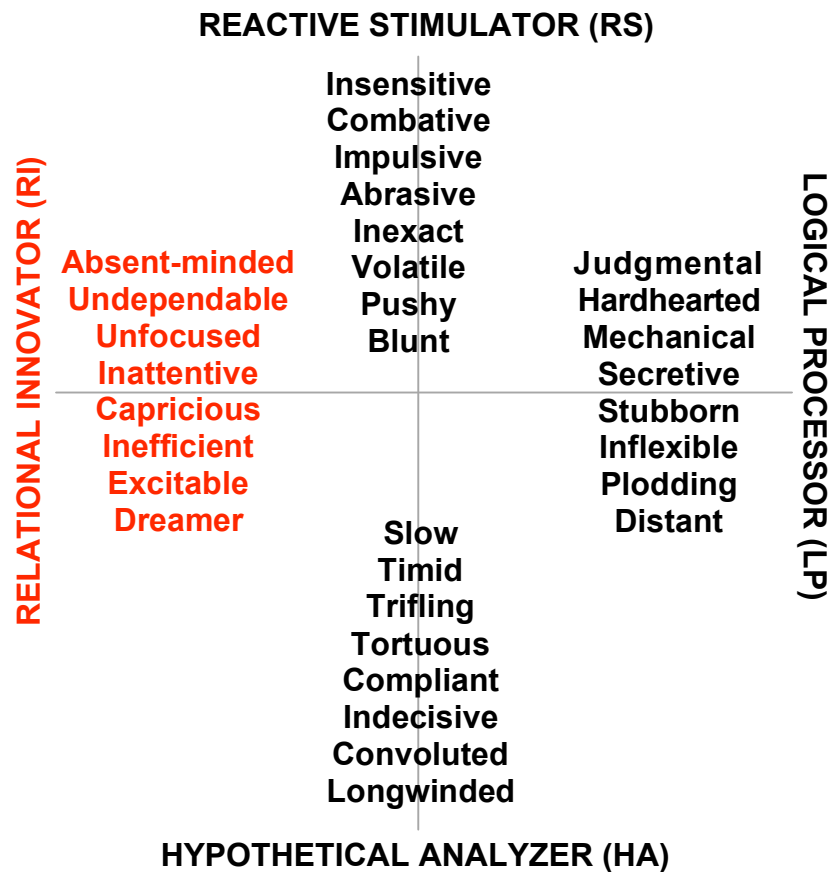 REACTIVE STIMULATOR (RS)
Insensitive
Combative
Impulsive
Abrasive
Inexact
Volatile
Pushy
Blunt
RELATIONAL INNOVATOR (RI)
Absent-minded
Undependable
Unfocused
Inattentive
Capricious
Inefficient
Excitable
Dreamer
Judgmental
Hardhearted
Mechanical
Secretive
Stubborn
Inflexible
Plodding
Distant
LOGICAL PROCESSOR (LP)
Slow
Timid
Trifling
Tortuous
Compliant
Indecisive
Convoluted
Longwinded
HYPOTHETICAL ANALYZER (HA)